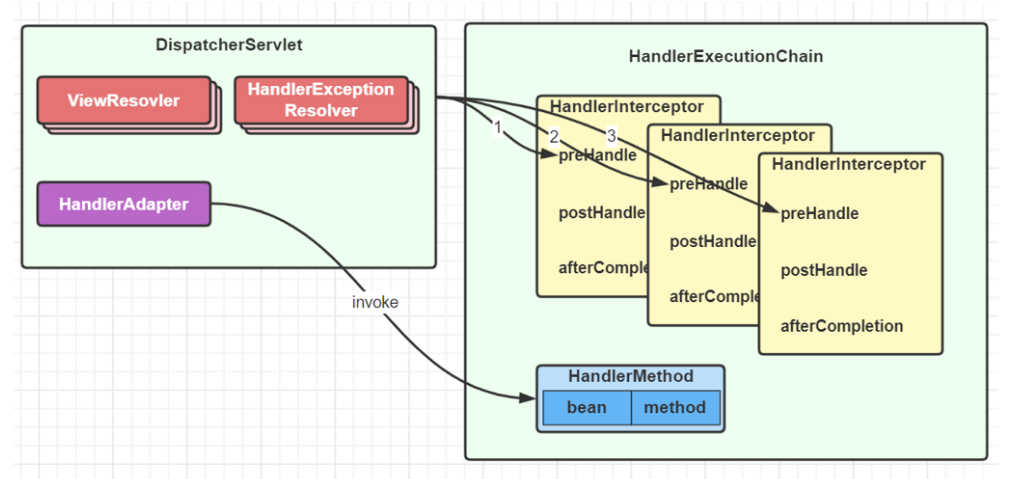 DispatcherServlet
ViewResovler
HandlerException
Resolver
HandlerAdapter
invoke
HandlerExecutionChain
1
2
3
HandlerInterceptor
preHandle
postHandle
afterComple
HandlerInterceptor
preHandle
postHandle
afterComple
HandlerInterceptor
preHandle
postHandle
afterCompletion
HandlerMethod
bean
method